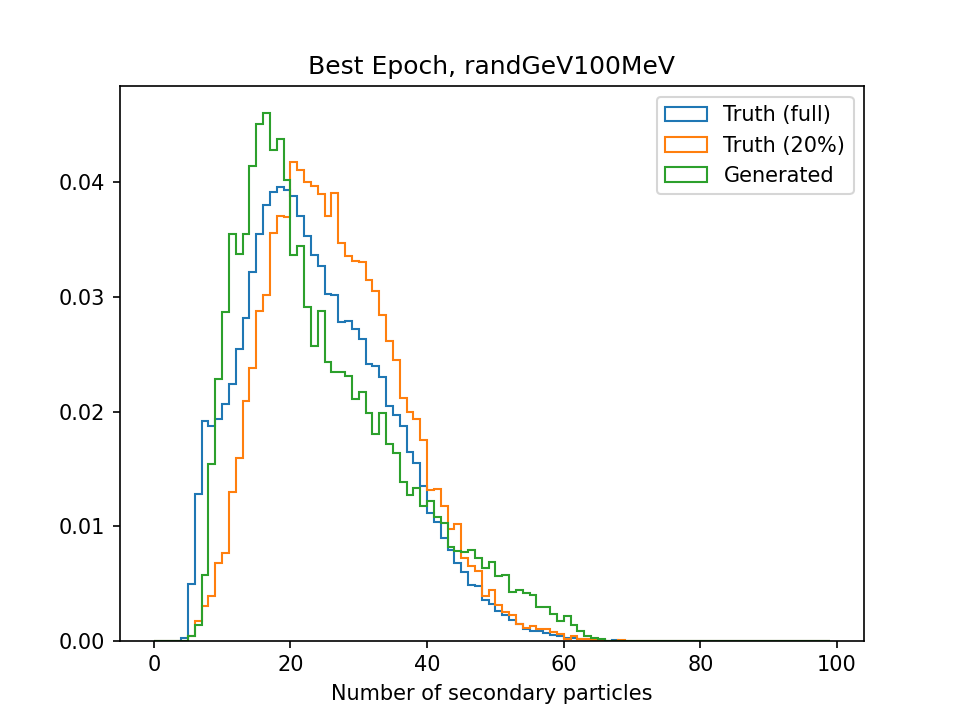 Best Epoch, randGeV100MeV
Truth (full)
Truth (20%)
Generated
0.04
0.03
0.02
0.01
0.00
0 20 40 60 80 100
Number of secondary particles